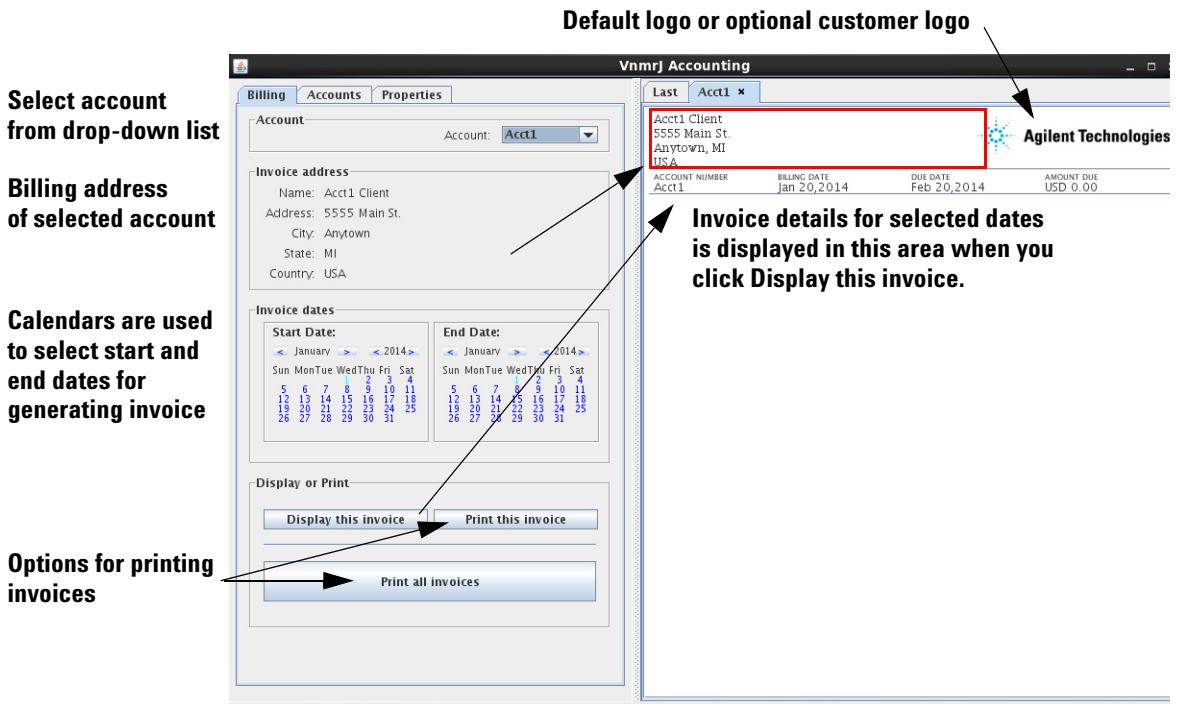 Default logo or optional customer logo
VnmrJ Accounting
Select account
from drop-down list
Billing address
of selected account
Calendars are used
to select start and
end dates for
generating invoice
Options for printing
invoices
Billing Accounts Properties
Account
Account: Acct1
Invoice address
Name: Acct1 Client
Address: 5555 Main St.
City: Anytown
State: MI
Country: USA
Invoice dates
Start Date:
< January > < 2014 >
Sun Mon Tue Wed Thu Fri Sat
1 2 3 4
5 6 7 8 9 10 11
12 13 14 15 16 17 18
19 20 21 22 23 24 25
26 27 28 29 30 31
End Date:
< January > < 2014 >
Sun Mon Tue Wed Thu Fri Sat
1 2 3 4
5 6 7 8 9 10 11
12 13 14 15 16 17 18
19 20 21 22 23 24 25
26 27 28 29 30 31
Display or Print
Display this invoice
Print this invoice
Print all invoices
Last Acct1 ×
Acct1 Client
5555 Main St.
Anytown, MI
USA
Agilent Technologies
ACCOUNT NUMBER BILLING DATE DUE DATE AMOUNT DUE
Acct1 Jan 20,2014 Feb 20,2014 USD 0.00
Invoice details for selected dates
is displayed in this area when you
click Display this invoice.